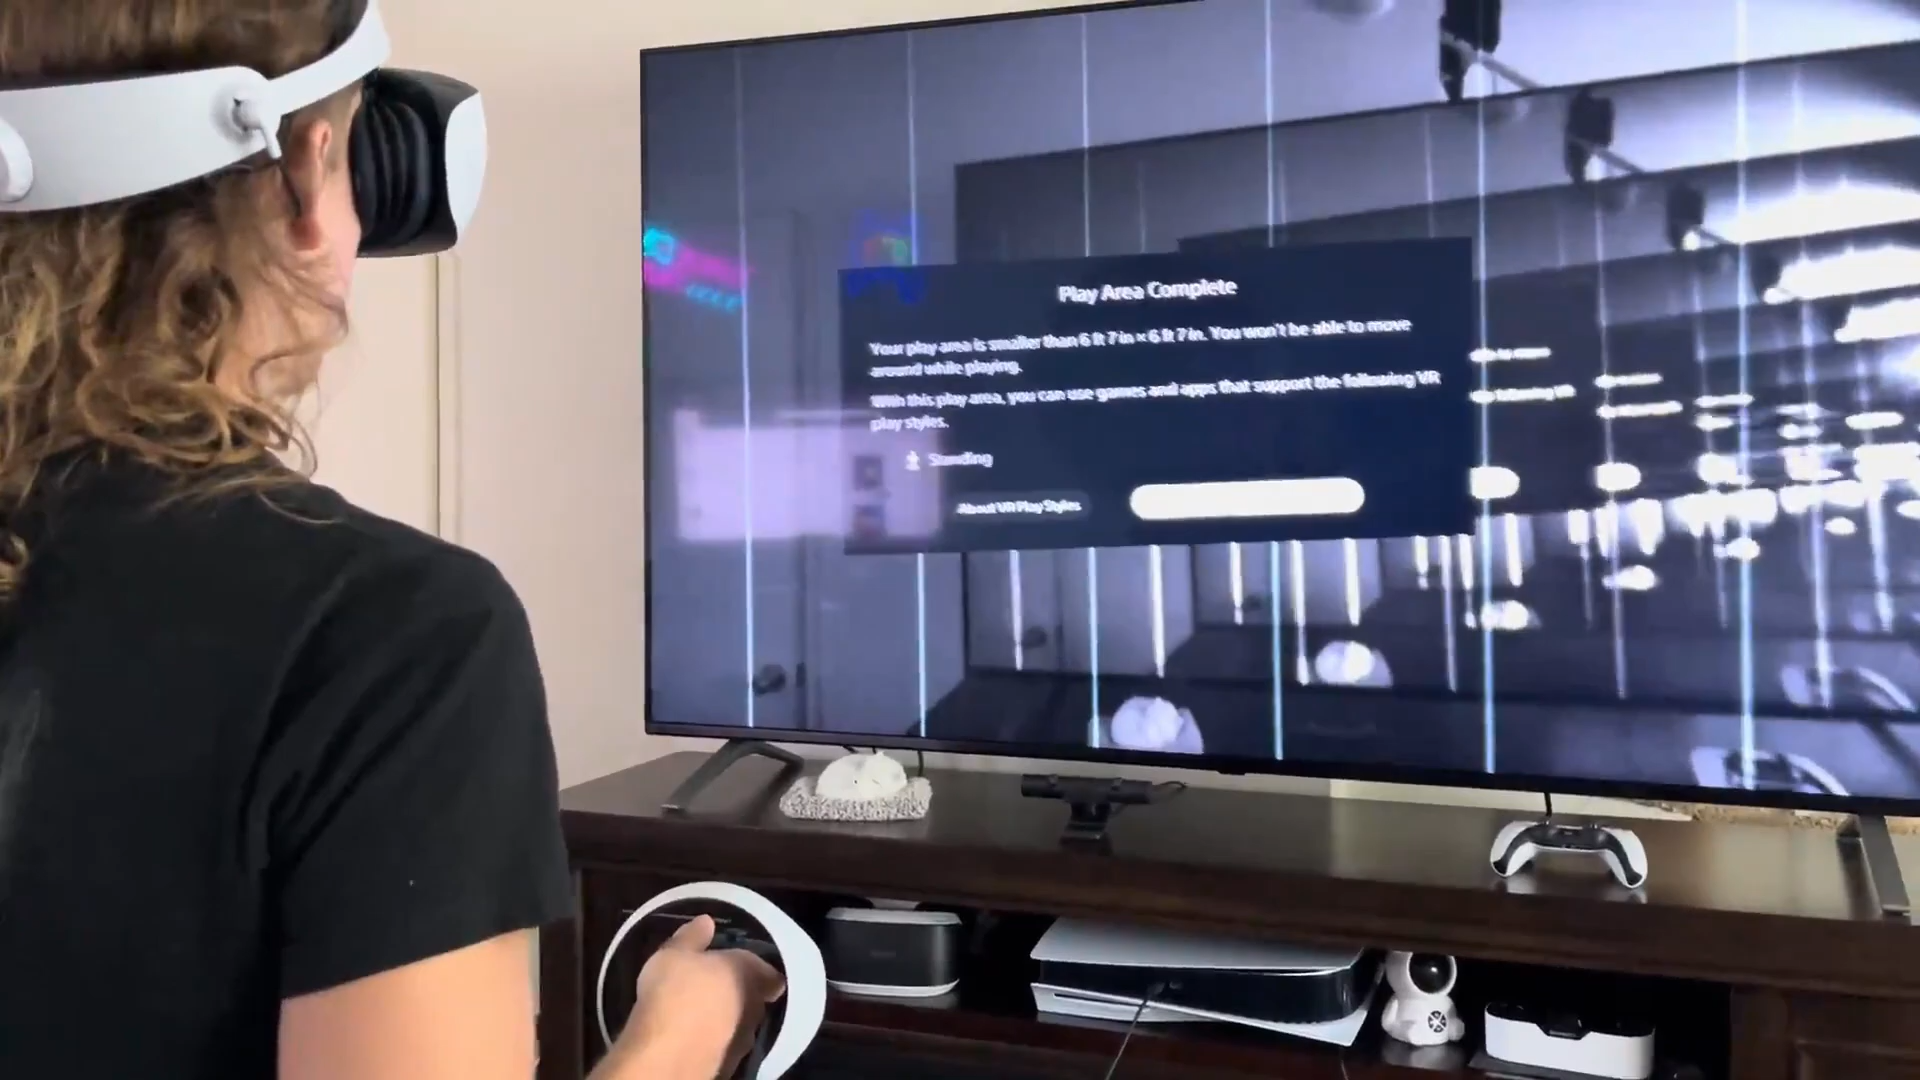 Play Area Complete
Your play area is smaller than 6 ft 7 in × 6 ft 7 in. You won't be able to move
around while playing.
With this play area, you can use games and apps that support the following VR
play styles.
Standing
About VR Play Styles